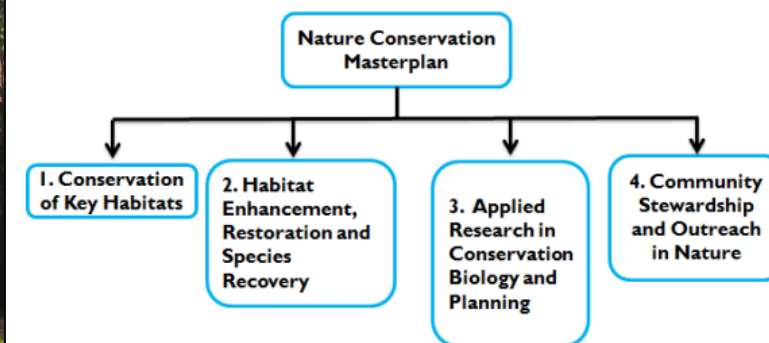 Nature Conservation
Masterplan
1. Conservation
of Key Habitats
2. Habitat
Enhancement,
Restoration and
Species
Recovery
3. Applied
Research in
Conservation
Biology and
Planning
4. Community
Stewardship
and Outreach
in Nature